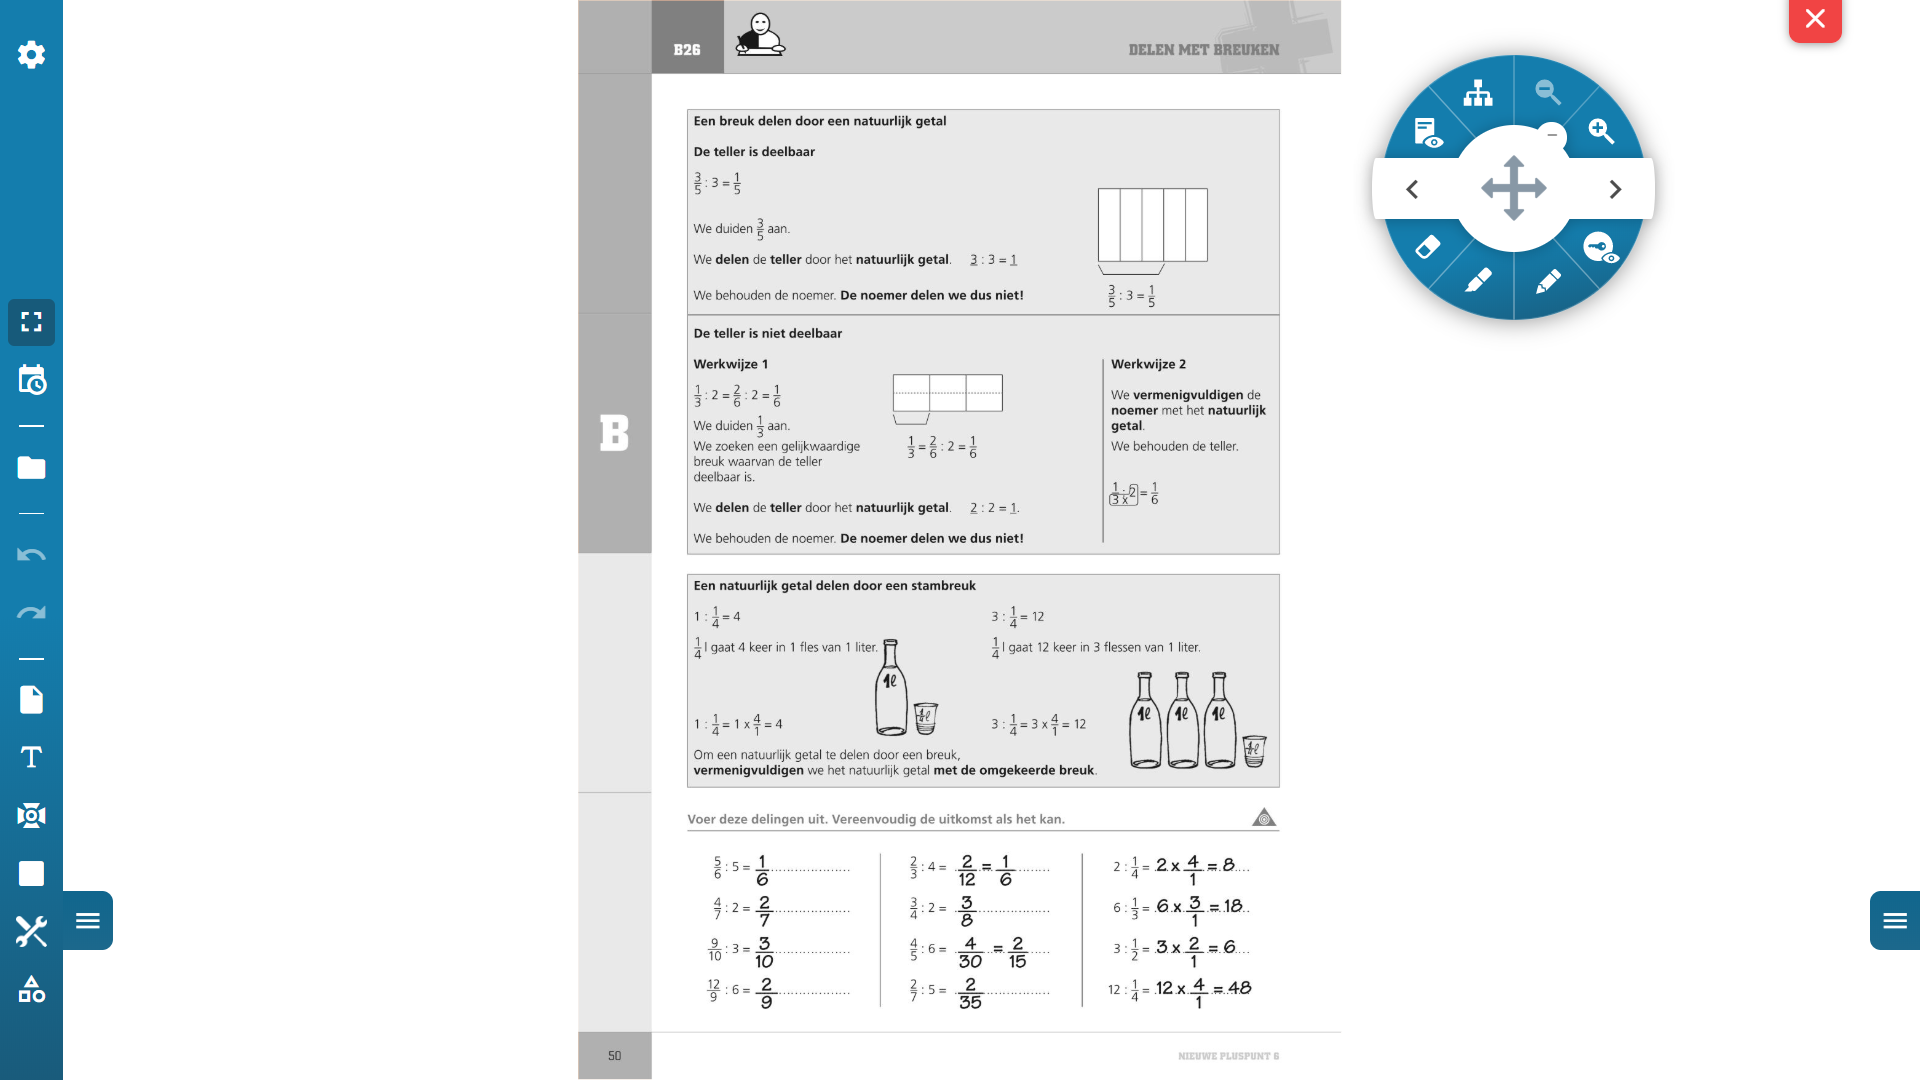 B26
DELEN MET BREUKEN
Een breuk delen door een natuurlijk getal
De teller is deelbaar
3/5 : 3 = 1/5
We duiden 3/5 aan.
We delen de teller door het natuurlijk getal. 3 : 3 = 1
We behouden de noemer. De noemer delen we dus niet!
3/5 : 3 = 1/5
De teller is niet deelbaar
Werkwijze 1
1/3 : 2 = 2/6 : 2 = 1/6
We duiden 1/3 aan.
We zoeken een gelijkwaardige
breuk waarvan de teller
deelbaar is.
1/3 = 2/6 : 2 = 1/6
We delen de teller door het natuurlijk getal. 2 : 2 = 1.
We behouden de noemer. De noemer delen we dus niet!
Werkwijze 2
We vermenigvuldigen de
noemer met het natuurlijk
getal.
We behouden de teller.
1/3 : x 2 = 1/6
B
Een natuurlijk getal delen door een stambreuk
1 : 1/4 = 4
1/4 l gaat 4 keer in 1 fles van 1 liter.
1l
1/4 l
1 : 1/4 = 1 x 4/1 = 4
3 : 1/4 = 12
1/4 l gaat 12 keer in 3 flessen van 1 liter.
1l 1l 1l
1/4 l
3 : 1/4 = 3 x 4/1 = 12
Om een natuurlijk getal te delen door een breuk,
vermenigvuldigen we het natuurlijk getal met de omgekeerde breuk.
Voer deze delingen uit. Vereenvoudig de uitkomst als het kan.
5/6 : 5 = 1/6
4/7 : 2 = 2/7
9/10 : 3 = 3/10
12/9 : 6 = 2/9
2/3 : 4 = 2/12 = 1/6
3/4 : 2 = 3/8
4/5 : 6 = 4/30 = 2/15
2/7 : 5 = 2/35
2 : 1/4 = 2 x 4/1 = 8
6 : 1/3 = 6 x 3/1 = 18
3 : 1/2 = 3 x 2/1 = 6
12 : 1/4 = 12 x 4/1 = 48
50
NIEUWE PLUSPUNT 6